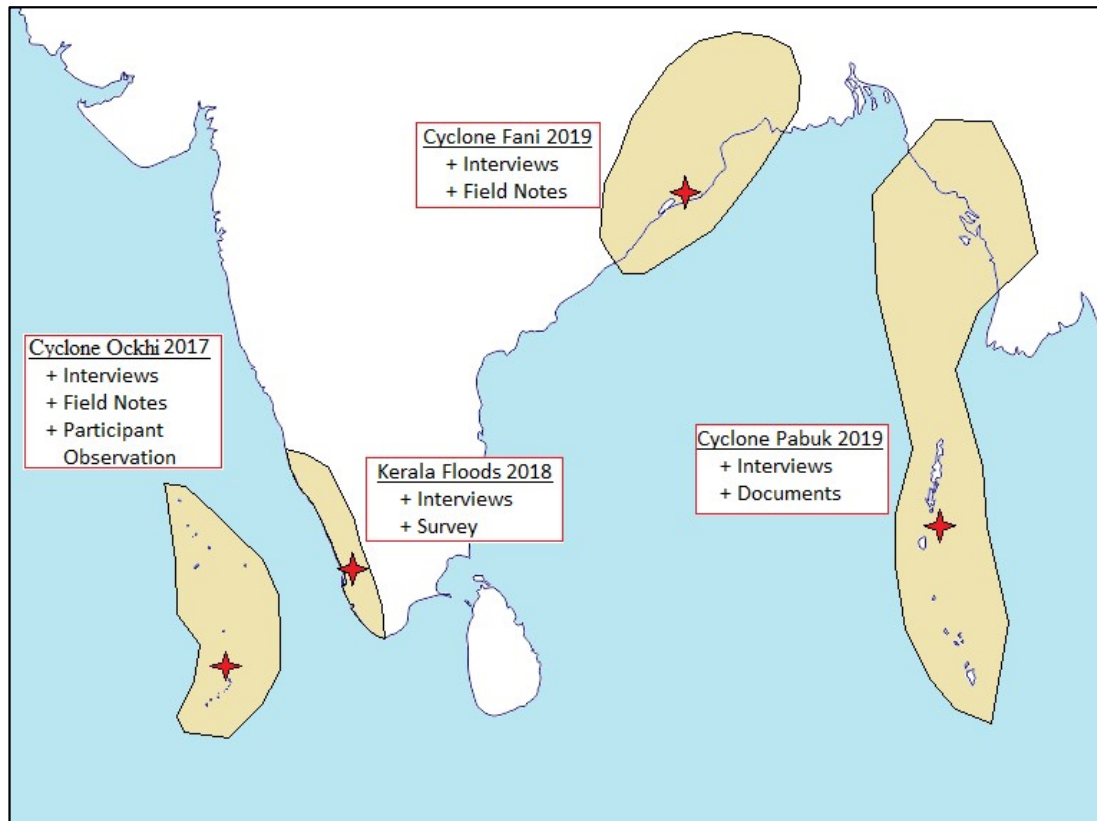 Cyclone Fani 2019
+ Interviews
+ Field Notes
Cyclone Ockhi 2017
+ Interviews
+ Field Notes
+ Participant
Observation
Kerala Floods 2018
+ Interviews
+ Survey
Cyclone Pabuk 2019
+ Interviews
+ Documents